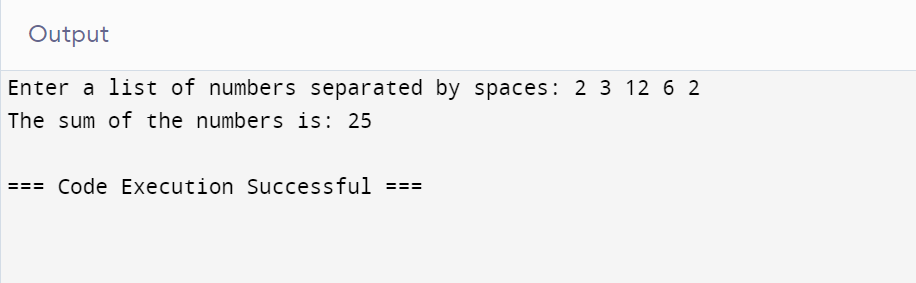 Output
Enter a list of numbers separated by spaces: 2 3 12 6 2
The sum of the numbers is: 25
=== Code Execution Successful ===